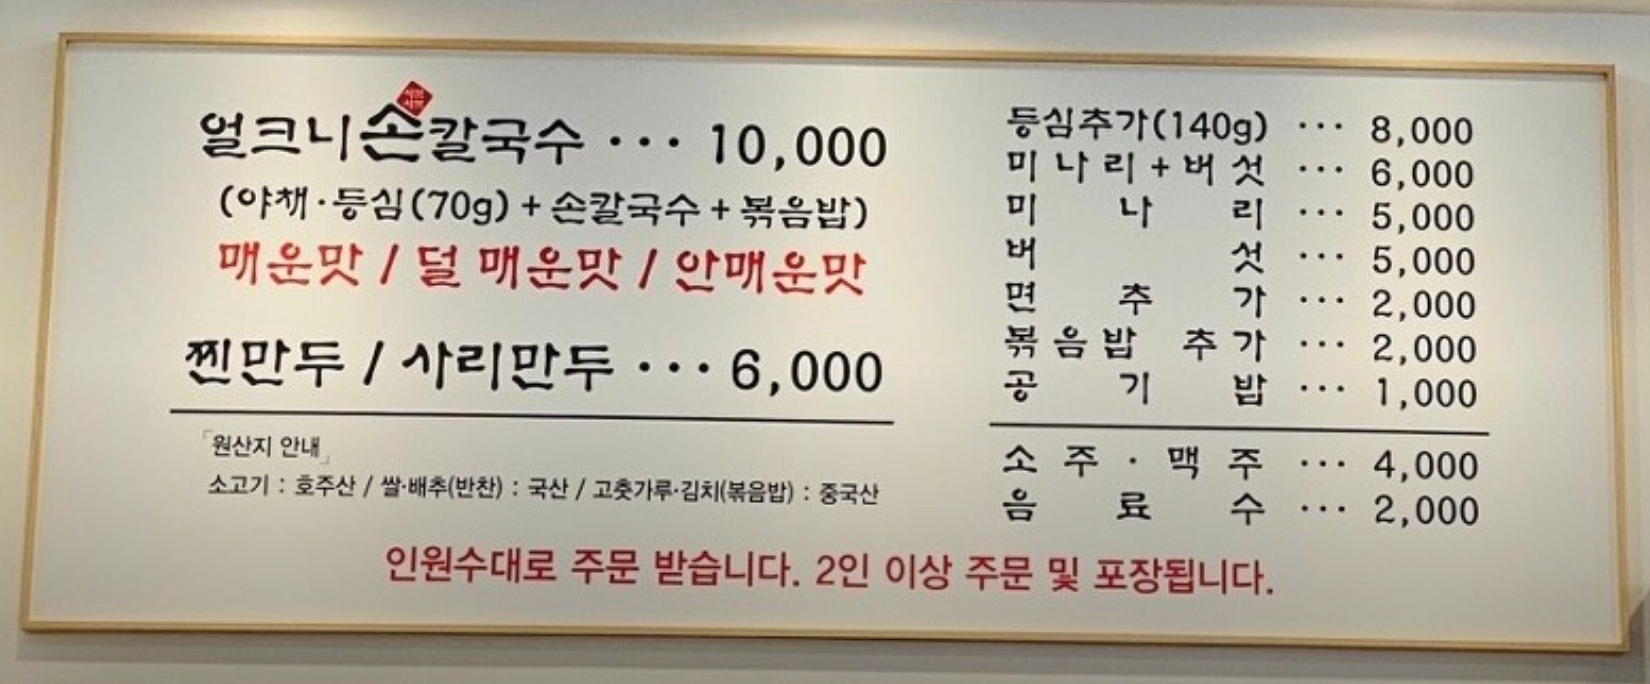 얼크니손칼국수 ··· 10,000
(야채·등심(70g) + 손칼국수 + 볶음밥)
매운맛 / 덜 매운맛 / 안매운맛
찐만두 / 사리만두 ··· 6,000
「원산지 안내」
소고기 : 호주산 / 쌀·배추(반찬) : 국산 / 고춧가루·김치(볶음밥) : 중국산
등심추가(140g) ··· 8,000
미나리+버섯 ··· 6,000
미나리 ··· 5,000
버섯 ··· 5,000
면추가 ··· 2,000
볶음밥 추가 ··· 2,000
공기밥 ··· 1,000
소주·맥주 ··· 4,000
음료수 ··· 2,000
인원수대로 주문 받습니다. 2인 이상 주문 및 포장됩니다.